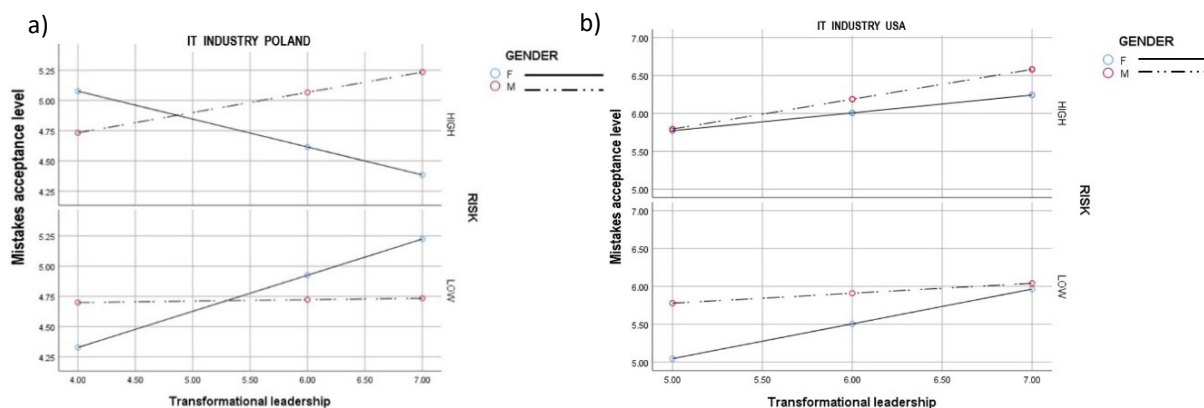 a)
IT INDUSTRY POLAND
GENDER
F
M
Mistakes acceptance level
5.25
5.00
4.75
4.50
4.25
HIGH
5.25
5.00
4.75
4.50
4.25
LOW
RISK
4.00 4.50 5.00 5.50 6.00 6.50 7.00
Transformational leadership
b)
IT INDUSTRY USA
GENDER
F
M
Mistakes acceptance level
7.00
6.50
6.00
5.50
5.00
HIGH
7.00
6.50
6.00
5.50
5.00
LOW
RISK
5.00 5.50 6.00 6.50 7.00
Transformational leadership